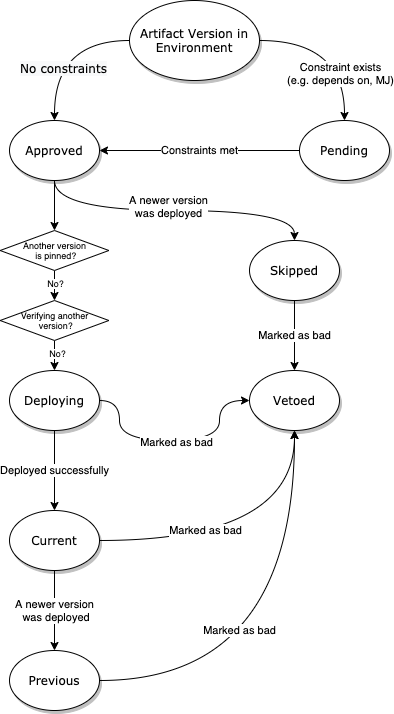 Artifact Version in
Environment
No constraints
Constraint exists
(e.g. depends on, MJ)
Approved
Constraints met
Pending
A newer version
was deployed
Another version
is pinned?
Skipped
No?
Verifying another
version?
Marked as bad
No?
Deploying
Vetoed
Marked as bad
Deployed successfully
Current
Marked as bad
A newer version
was deployed
Marked as bad
Previous